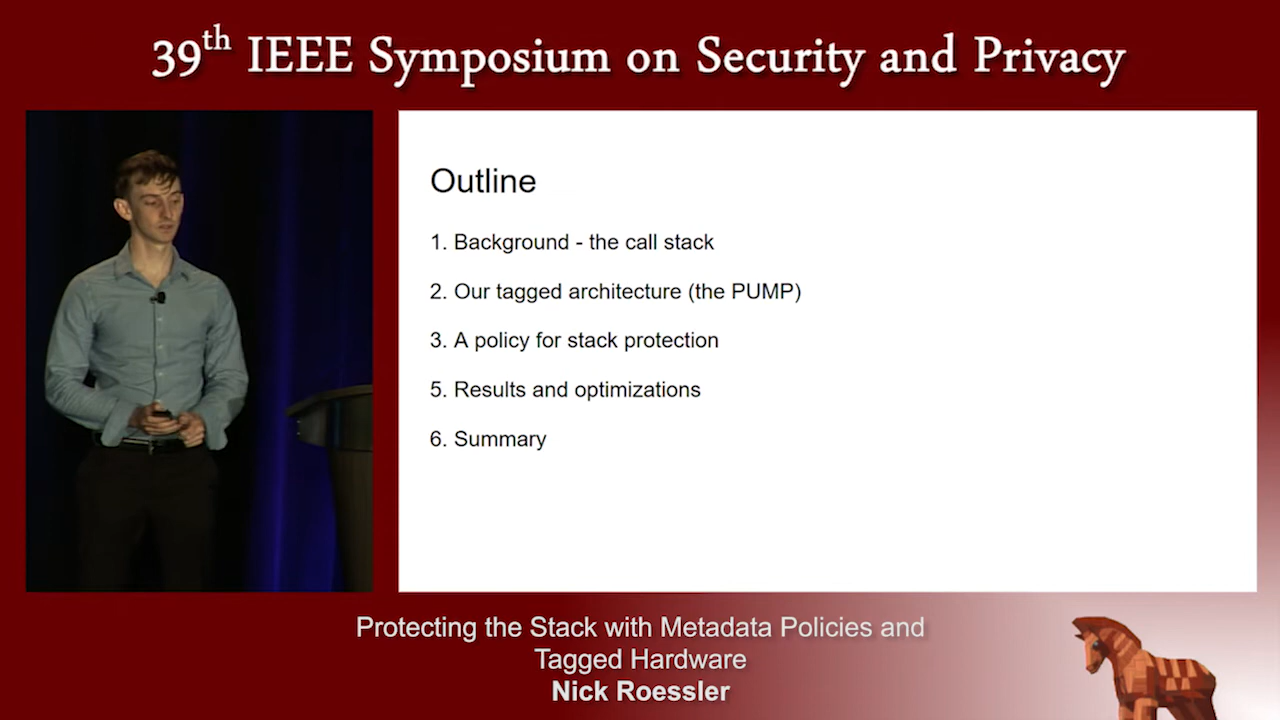 39th IEEE Symposium on Security and Privacy
Outline
1. Background - the call stack
2. Our tagged architecture (the PUMP)
3. A policy for stack protection
5. Results and optimizations
6. Summary
Protecting the Stack with Metadata Policies and
Tagged Hardware
Nick Roessler